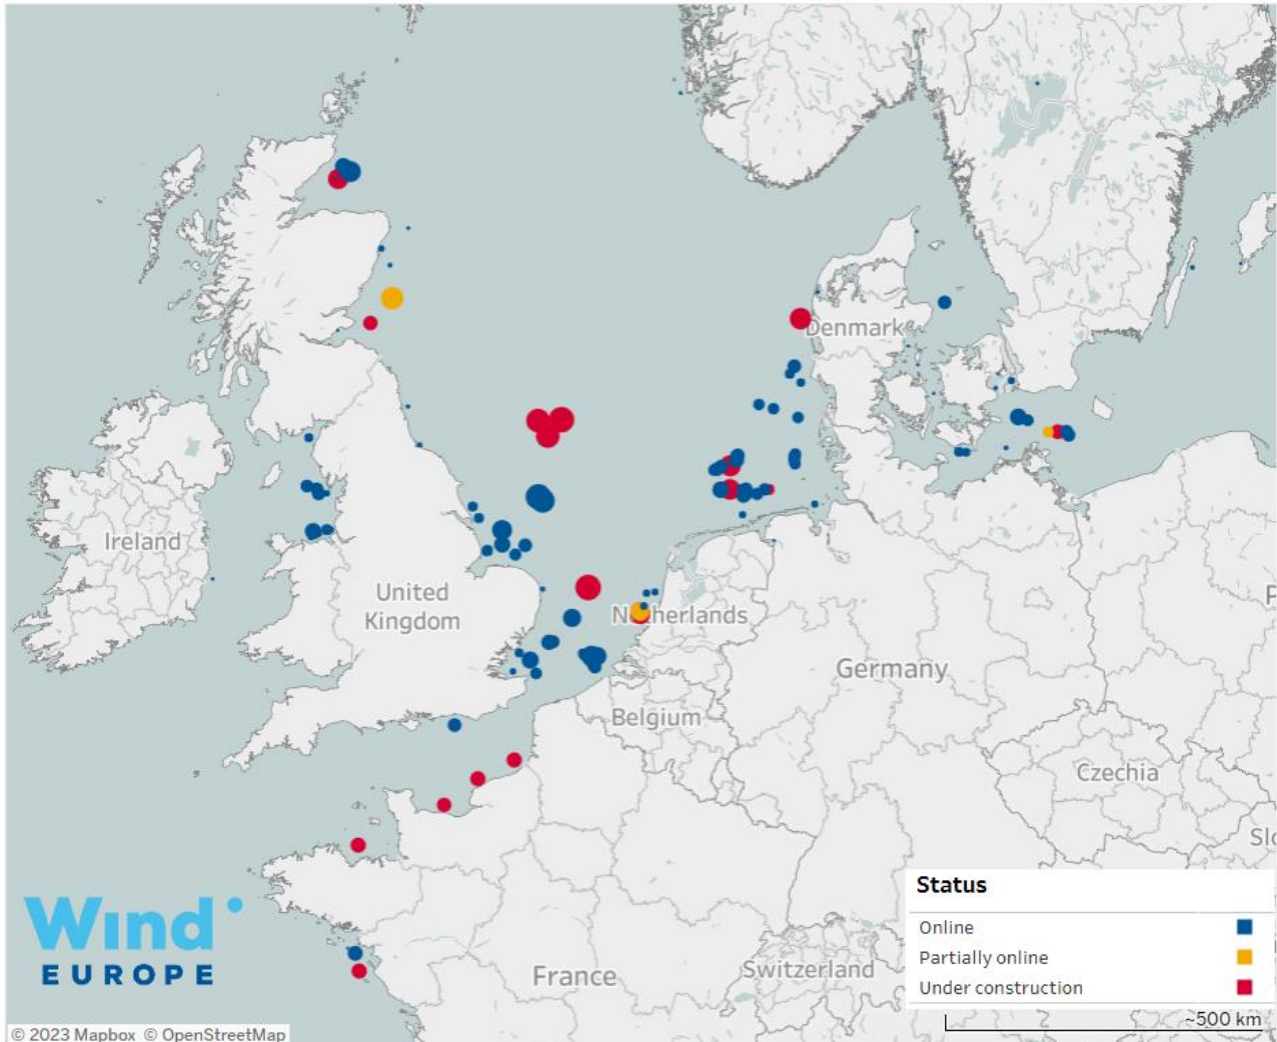 Denmark
Ireland
United
Kingdom
Netherlands
Germany
Belgium
Czechia
Slo
P
France
Switzerland
Wind
EUROPE
Status
Online
Partially online
Under construction
~500 km
© 2023 Mapbox © OpenStreetMap